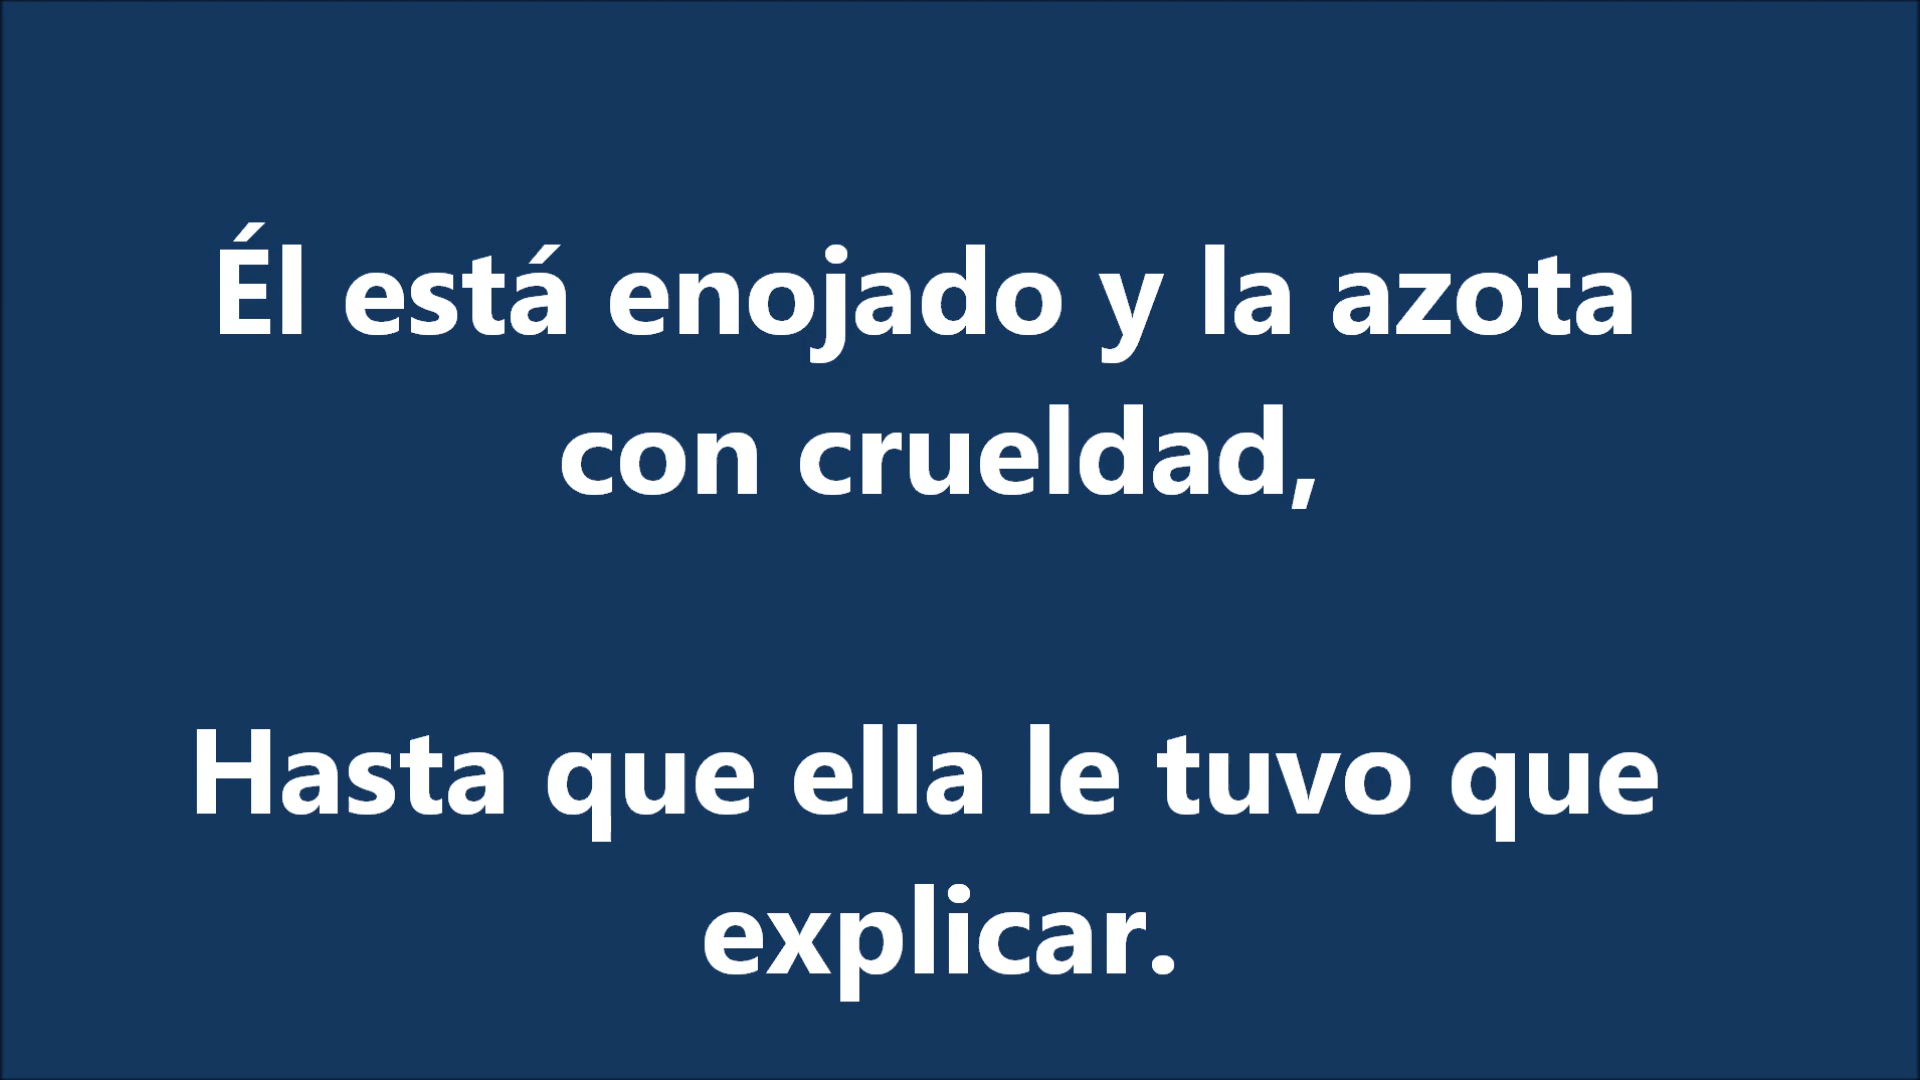 Él está enojado y la azota
con crueldad,
Hasta que ella le tuvo que
explicar.